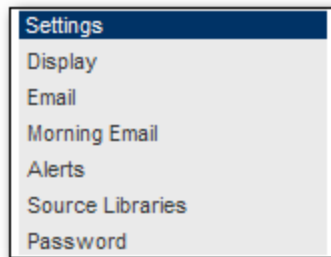 Settings
Display
Email
Morning Email
Alerts
Source Libraries
Password